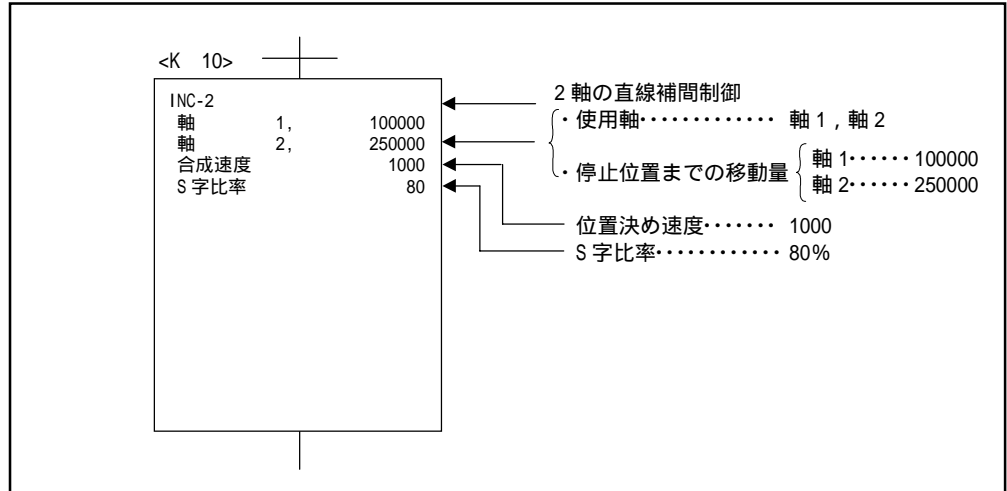 <K 10>
INC-2
軸 1, 100000
軸 2, 250000
合成速度 1000
S字比率 80
2軸の直線補間制御
・使用軸・・・・・・・・・・・・・ 軸1,軸2
・停止位置までの移動量
軸1・・・・・・100000
軸2・・・・・・250000
位置決め速度・・・・・・・ 1000
S字比率・・・・・・・・・・・・ 80%